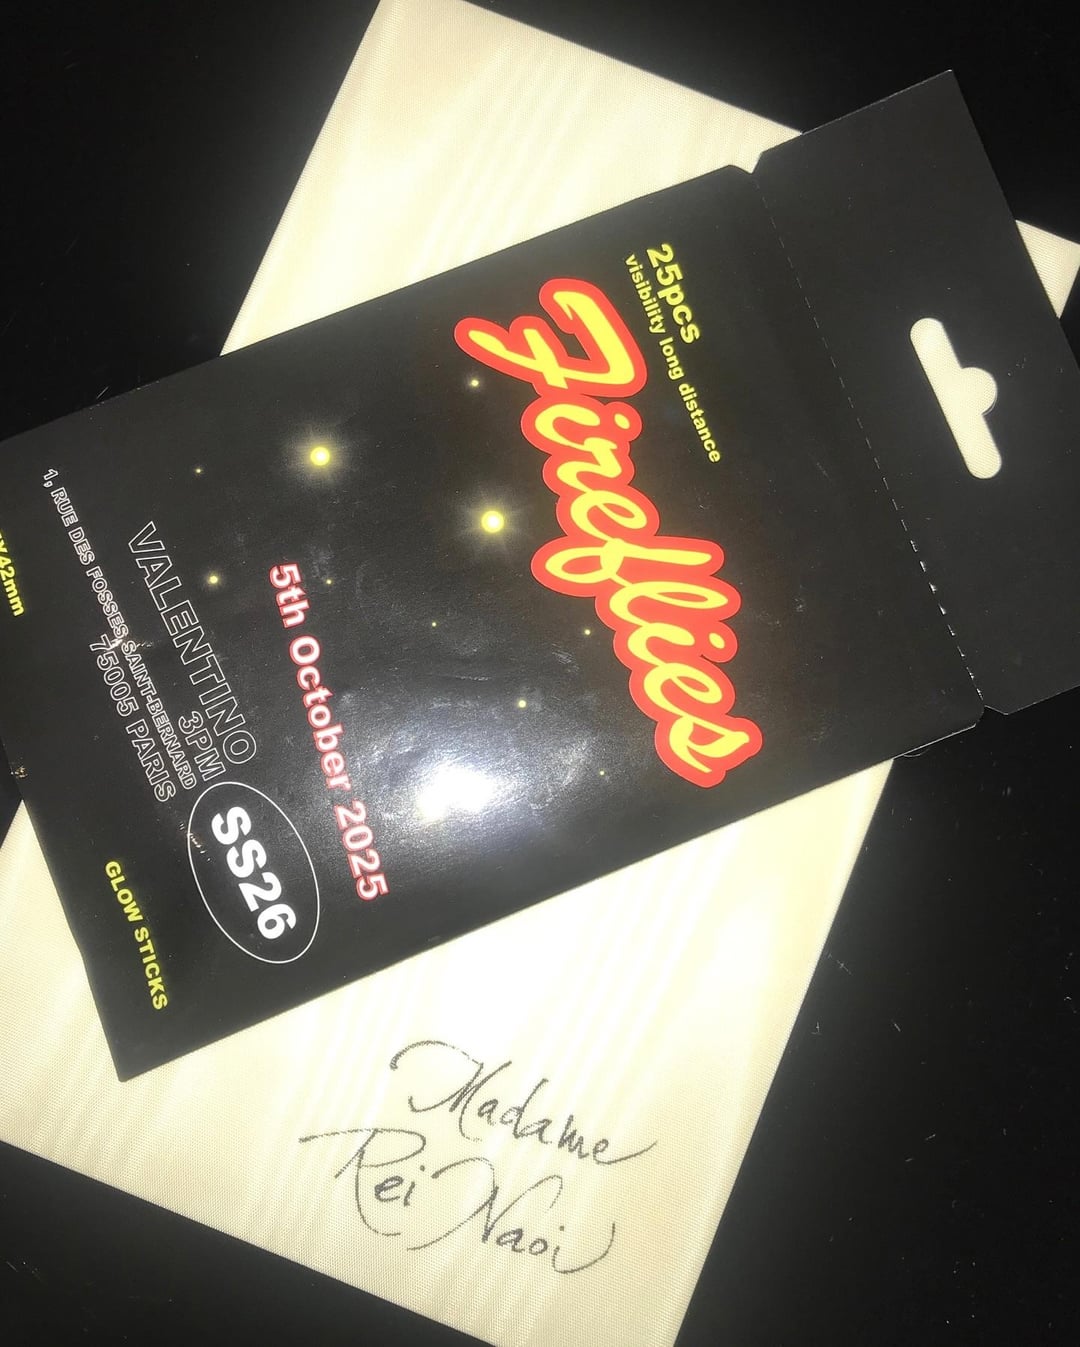 25pcs
visibility long distance
Fireflies
5th October 2025
VALENTINO
3PM
1, RUE DES FOSSES SAINT-BERNARD
75005 PARIS
SS26
GLOW STICKS
X42mm
Madame
Rei Naoi